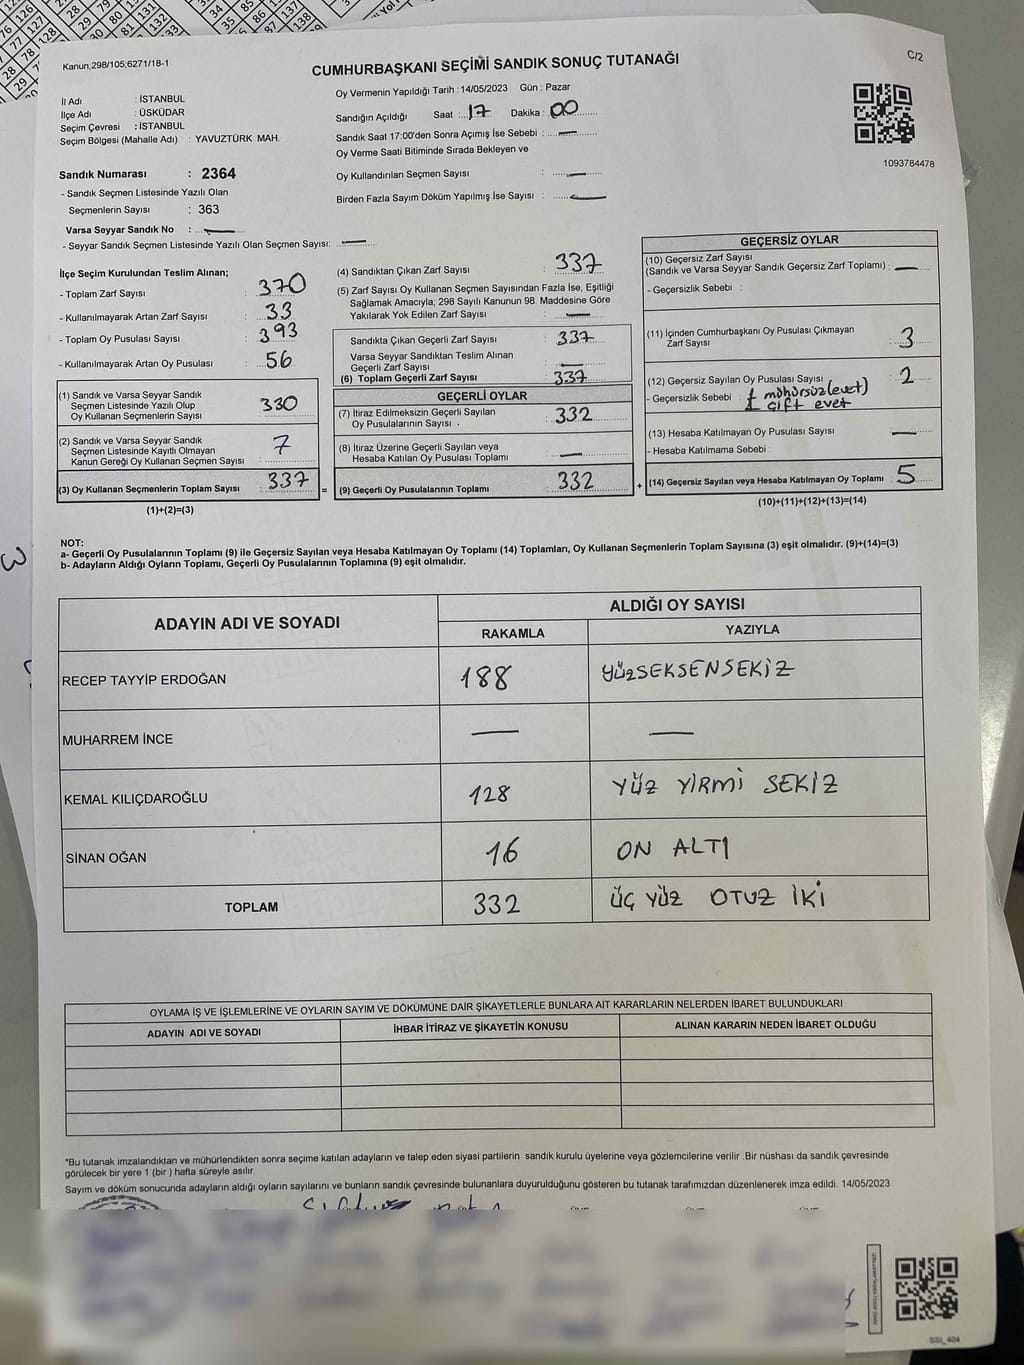 Kanun;298/105;6271/18-1
C/2
CUMHURBAŞKANI SEÇİMİ SANDIK SONUÇ TUTANAĞI
İl Adı : İSTANBUL
İlçe Adı : ÜSKÜDAR
Seçim Çevresi : İSTANBUL
Seçim Bölgesi (Mahalle Adı) : YAVUZTÜRK MAH.
Sandık Numarası : 2364
- Sandık Seçmen Listesinde Yazılı Olan
Seçmenlerin Sayısı : 363
Varsa Seyyar Sandık No : —
- Seyyar Sandık Seçmen Listesinde Yazılı Olan Seçmen Sayısı: —
Oy Vermenin Yapıldığı Tarih : 14/05/2023 Gün : Pazar
Sandığın Açıldığı Saat : 17 Dakika : 00
Sandık Saat 17:00'den Sonra Açımış İse Sebebi : —
Oy Verme Saati Bitiminde Sırada Bekleyen ve
Oy Kullandırılan Seçmen Sayısı : —
Birden Fazla Sayım Döküm Yapılmış İse Sayısı : —
1093784478
İlçe Seçim Kurulundan Teslim Alınan;
- Toplam Zarf Sayısı : 370
- Kullanılmayarak Artan Zarf Sayısı : 33
- Toplam Oy Pusulası Sayısı : 393
- Kullanılmayarak Artan Oy Pusulası : 56
(1) Sandık ve Varsa Seyyar Sandık
Seçmen Listesinde Yazılı Olup
Oy Kullanan Seçmenlerin Sayısı : 330
(2) Sandık ve Varsa Seyyar Sandık
Seçmen Listesinde Kayıtlı Olmayan
Kanun Gereği Oy Kullanan Seçmen Sayısı : 7
(3) Oy Kullanan Seçmenlerin Toplam Sayısı : 337
(1)+(2)=(3)
(4) Sandıktan Çıkan Zarf Sayısı : 337
(5) Zarf Sayısı Oy Kullanan Seçmen Sayısından Fazla İse, Eşitliği
Sağlamak Amacıyla; 298 Sayılı Kanunun 98. Maddesine Göre
Yakılarak Yok Edilen Zarf Sayısı : —
Sandıkta Çıkan Geçerli Zarf Sayısı : 337
Varsa Seyyar Sandıktan Teslim Alınan
Geçerli Zarf Sayısı : —
(6) Toplam Geçerli Zarf Sayısı : 337
GEÇERLİ OYLAR
(7) İtiraz Edilmeksizin Geçerli Sayılan
Oy Pusulalarının Sayısı : 332
(8) İtiraz Üzerine Geçerli Sayılan veya
Hesaba Katılan Oy Pusulası Toplamı : —
= (9) Geçerli Oy Pusulalarının Toplamı : 332
GEÇERSİZ OYLAR
(10) Geçersiz Zarf Sayısı
(Sandık ve Varsa Seyyar Sandık Geçersiz Zarf Toplamı) : —
- Geçersizlik Sebebi :
(11) İçinden Cumhurbaşkanı Oy Pusulası Çıkmayan
Zarf Sayısı : 3
(12) Geçersiz Sayılan Oy Pusulası Sayısı : 2
- Geçersizlik Sebebi : 1 mühürsüz (evet)
1 çift evet
(13) Hesaba Katılmayan Oy Pusulası Sayısı : —
- Hesaba Katılmama Sebebi :
+ (14) Geçersiz Sayılan veya Hesaba Katılmayan Oy Toplamı : 5
(10)+(11)+(12)+(13)=(14)
NOT:
a- Geçerli Oy Pusulalarının Toplamı (9) ile Geçersiz Sayılan veya Hesaba Katılmayan Oy Toplamı (14) Toplamları, Oy Kullanan Seçmenlerin Toplam Sayısına (3) eşit olmalıdır. (9)+(14)=(3)
b- Adayların Aldığı Oyların Toplamı, Geçerli Oy Pusulalarının Toplamına (9) eşit olmalıdır.
ADAYIN ADI VE SOYADI ALDIĞI OY SAYISI
RAKAMLA YAZIYLA
RECEP TAYYİP ERDOĞAN 188 YÜZSEKSENSEKİZ
MUHARREM İNCE — —
KEMAL KILIÇDAROĞLU 128 YÜZ YİRMİ SEKİZ
SİNAN OĞAN 16 ON ALTI
TOPLAM 332 ÜÇ YÜZ OTUZ İKİ
OYLAMA İŞ VE İŞLEMLERİNE VE OYLARIN SAYIM VE DÖKÜMÜNE DAİR ŞİKAYETLERLE BUNLARA AİT KARARLARIN NELERDEN İBARET BULUNDUKLARI
ADAYIN ADI VE SOYADI İHBAR İTİRAZ VE ŞİKAYETİN KONUSU ALINAN KARARIN NEDEN İBARET OLDUĞU
*Bu tutanak imzalandıktan ve mühürlendikten sonra seçime katılan adayların ve talep eden siyasi partilerin sandık kurulu üyelerine veya gözlemcilerine verilir .Bir nüshası da sandık çevresinde
görülecek bir yere 1 (bir ) hafta süreyle asılır.
Sayım ve döküm sonucunda adayların aldığı oyların sayılarını ve bunların sandık çevresinde bulunanlara duyurulduğunu gösteren bu tutanak tarafımızdan düzenlenerek imza edildi. 14/05/2023